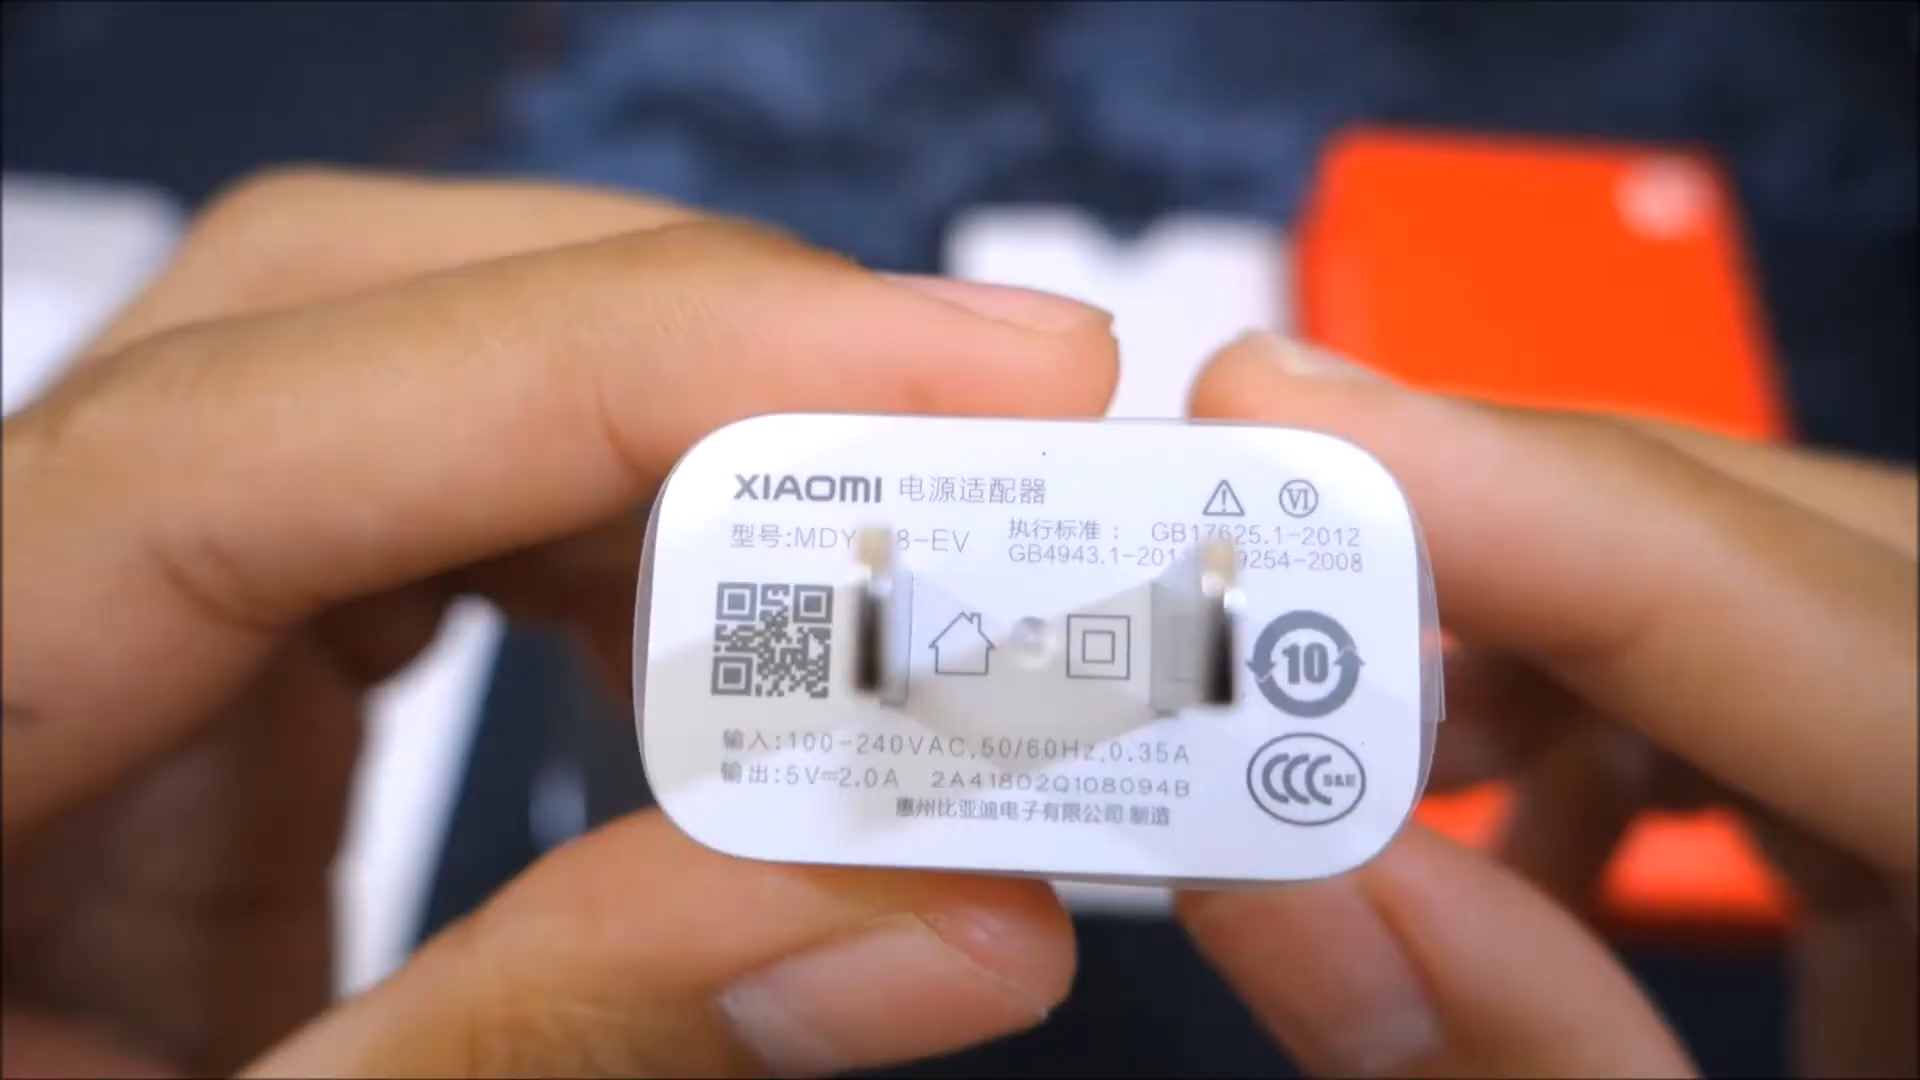 XIAOMI 电源适配器
型号:MDY 8-EV
执行标准: GB17625.1-2012
GB4943.1-201 9254-2008
VI
10
输入:100-240VAC,50/60Hz,0.35A
输出:5V=2.0A 2A41802Q108094B
惠州比亚迪电子有限公司 制造
CCC S&E